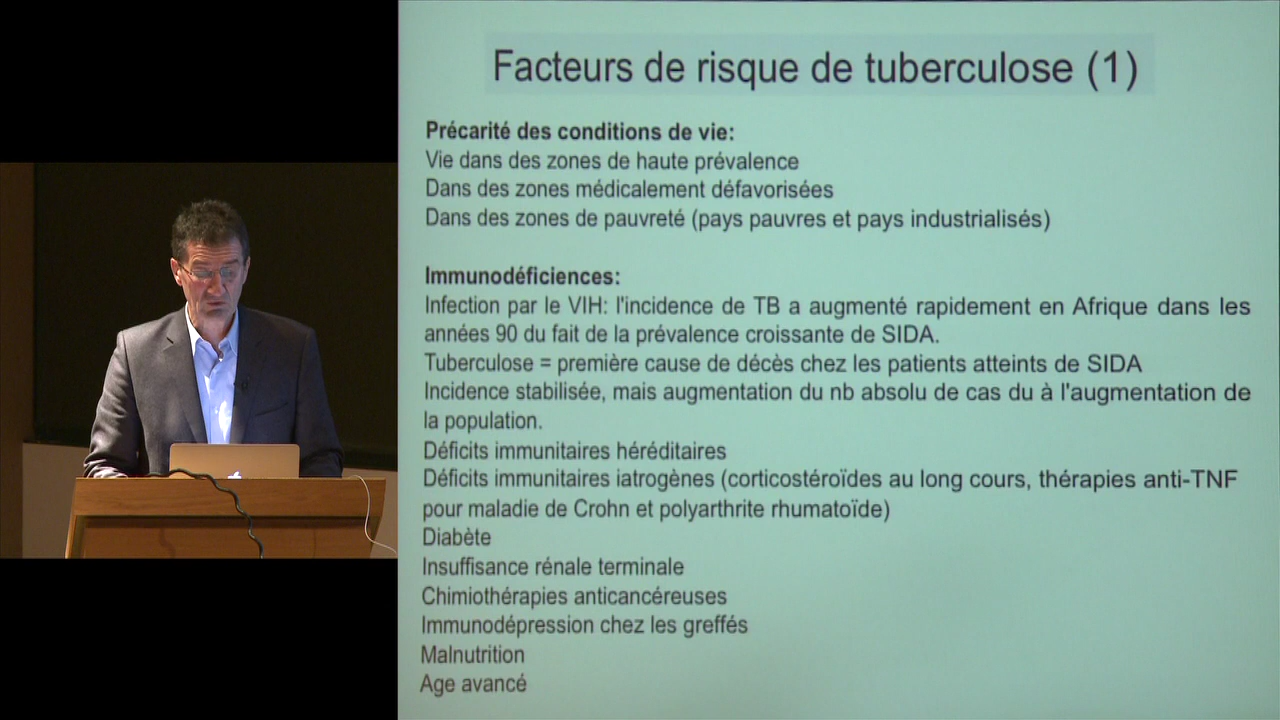 Facteurs de risque de tuberculose (1)
Précarité des conditions de vie:
Vie dans des zones de haute prévalence
Dans des zones médicalement défavorisées
Dans des zones de pauvreté (pays pauvres et pays industrialisés)
Immunodéficiences:
Infection par le VIH: l'incidence de TB a augmenté rapidement en Afrique dans les
années 90 du fait de la prévalence croissante de SIDA.
Tuberculose = première cause de décès chez les patients atteints de SIDA
Incidence stabilisée, mais augmentation du nb absolu de cas du à l'augmentation de
la population.
Déficits immunitaires héréditaires
Déficits immunitaires iatrogènes (corticostéroïdes au long cours, thérapies anti-TNF
pour maladie de Crohn et polyarthrite rhumatoïde)
Diabète
Insuffisance rénale terminale
Chimiothérapies anticancéreuses
Immunodépression chez les greffés
Malnutrition
Age avancé